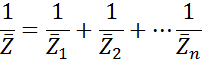 1/Z̅ = 1/Z̅₁ + 1/Z̅₂ + ⋯ 1/Z̅ₙ